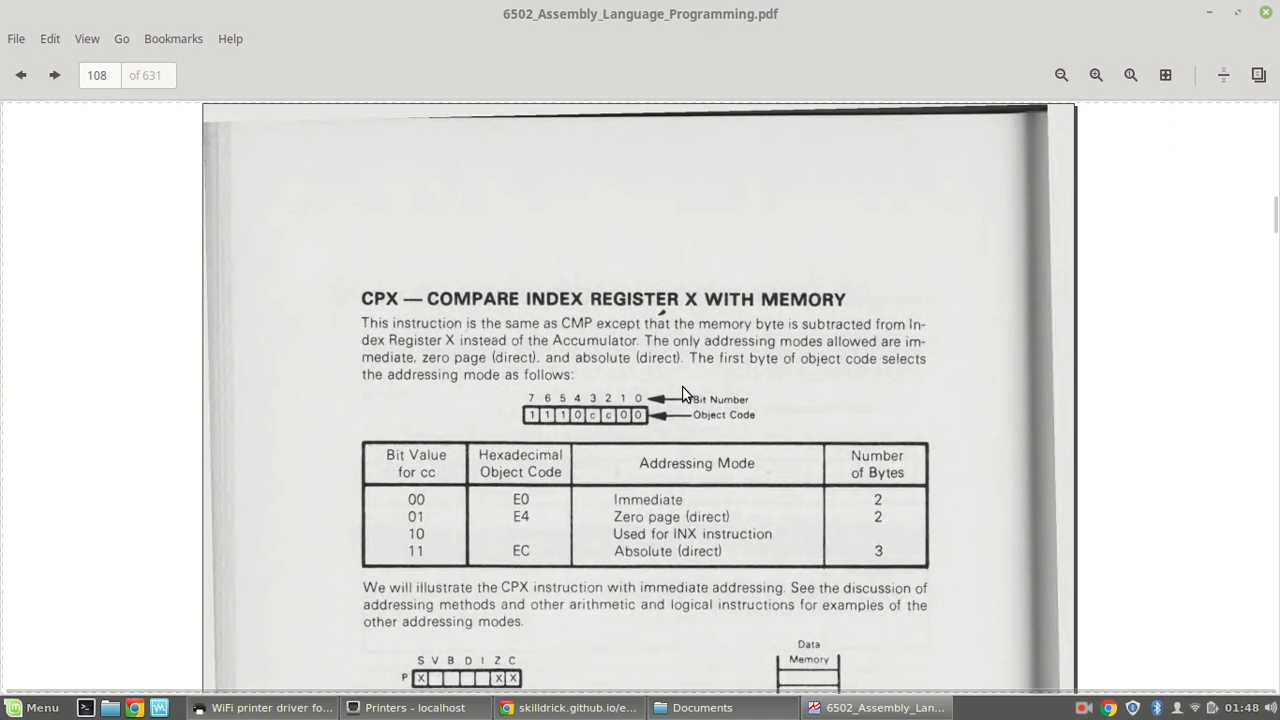 6502_Assembly_Language_Programming.pdf
File Edit View Go Bookmarks Help
108 of 631
CPX — COMPARE INDEX REGISTER X WITH MEMORY
This instruction is the same as CMP except that the memory byte is subtracted from In-
dex Register X instead of the Accumulator. The only addressing modes allowed are im-
mediate, zero page (direct), and absolute (direct). The first byte of object code selects
the addressing mode as follows:
7 6 5 4 3 2 1 0 Bit Number
1 1 1 0 c c 0 0 Object Code
Bit Value Hexadecimal Addressing Mode Number
for cc Object Code of Bytes
00 E0 Immediate 2
01 E4 Zero page (direct) 2
10 Used for INX instruction
11 EC Absolute (direct) 3
We will illustrate the CPX instruction with immediate addressing. See the discussion of
addressing methods and other arithmetic and logical instructions for examples of the
other addressing modes.
Data
S V B D I Z C Memory
P X X X
Menu WiFi printer driver fo... Printers - localhost skilldrick.github.io/e... Documents 6502_Assembly_Lan... 01:48